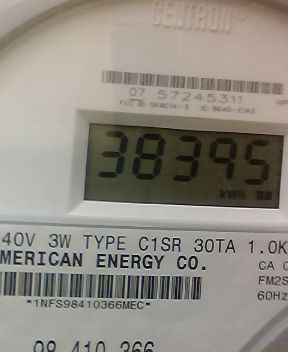 CENTRON
07 57245311
38395
kWh
40V 3W TYPE C1SR 30TA 1.0K
MERICAN ENERGY CO.
CA 0
FM2S
60Hz
*1NFS98410366MEC*
98 410 366